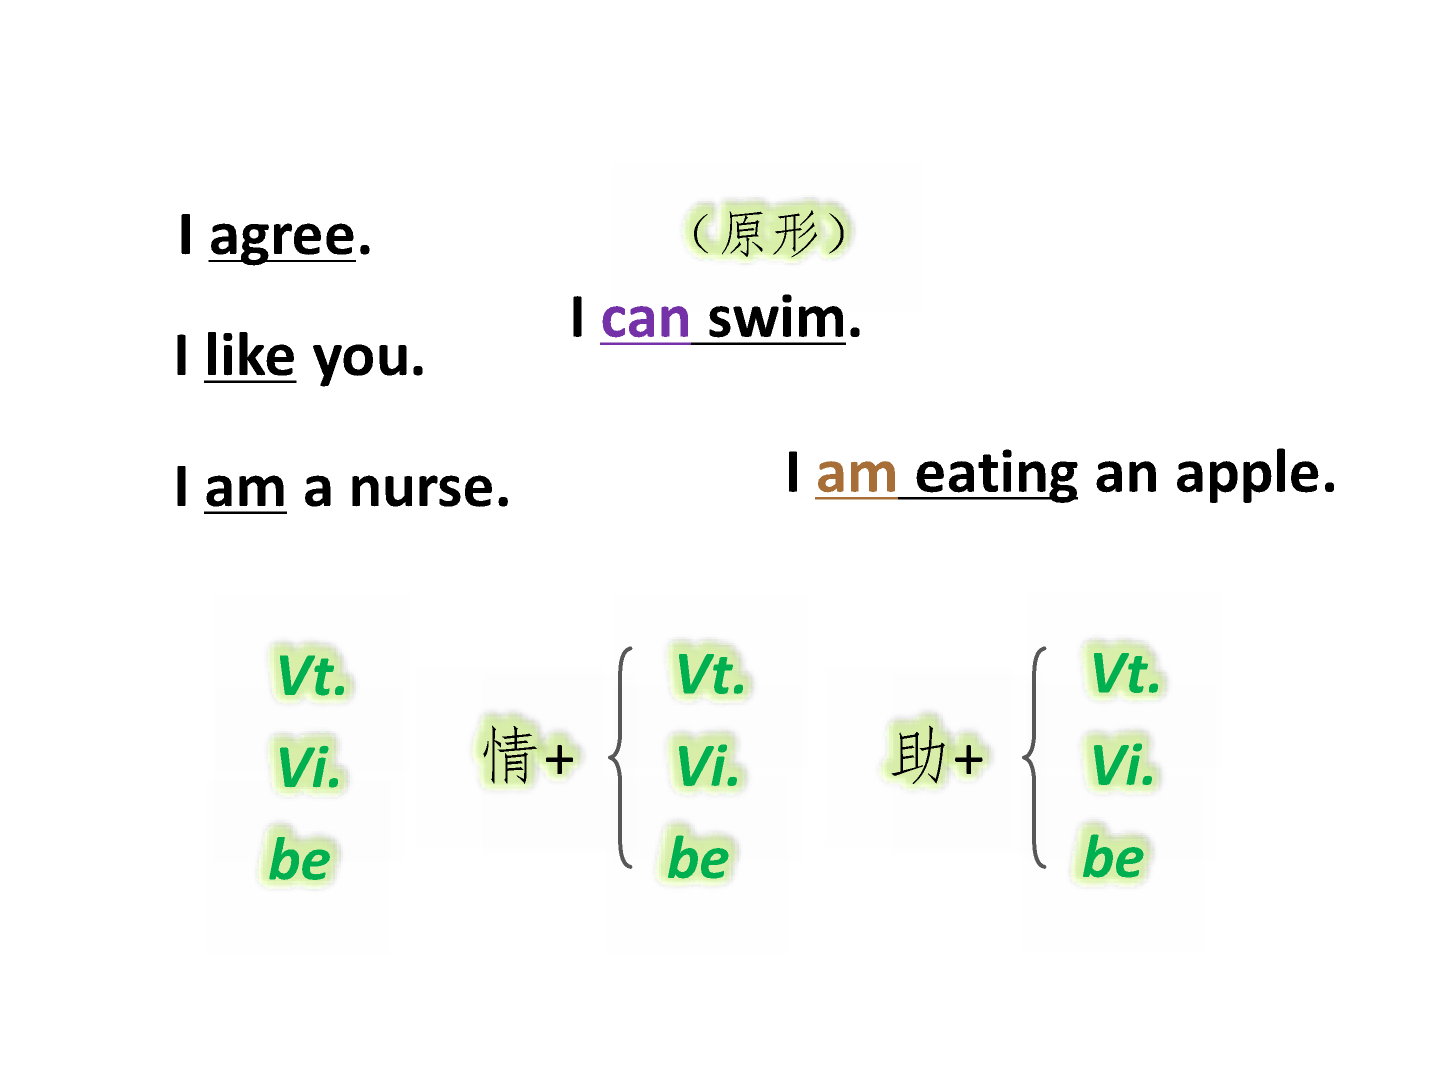 I agree.
（原形）
I can swim.
I like you.
I am eating an apple.
I am a nurse.
Vt.
Vi.
be
情+
Vt.
Vi.
be
助+
Vt.
Vi.
be